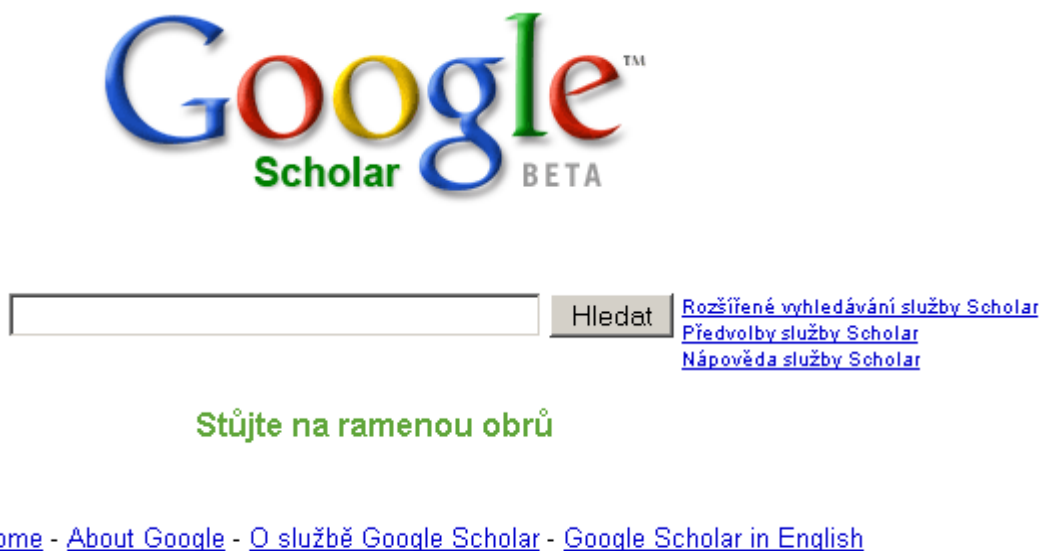 Google™
Scholar BETA
Hledat
Rozšířené vyhledávání služby Scholar
Předvolby služby Scholar
Nápověda služby Scholar
Stůjte na ramenou obrů
ome - About Google - O službě Google Scholar - Google Scholar in English